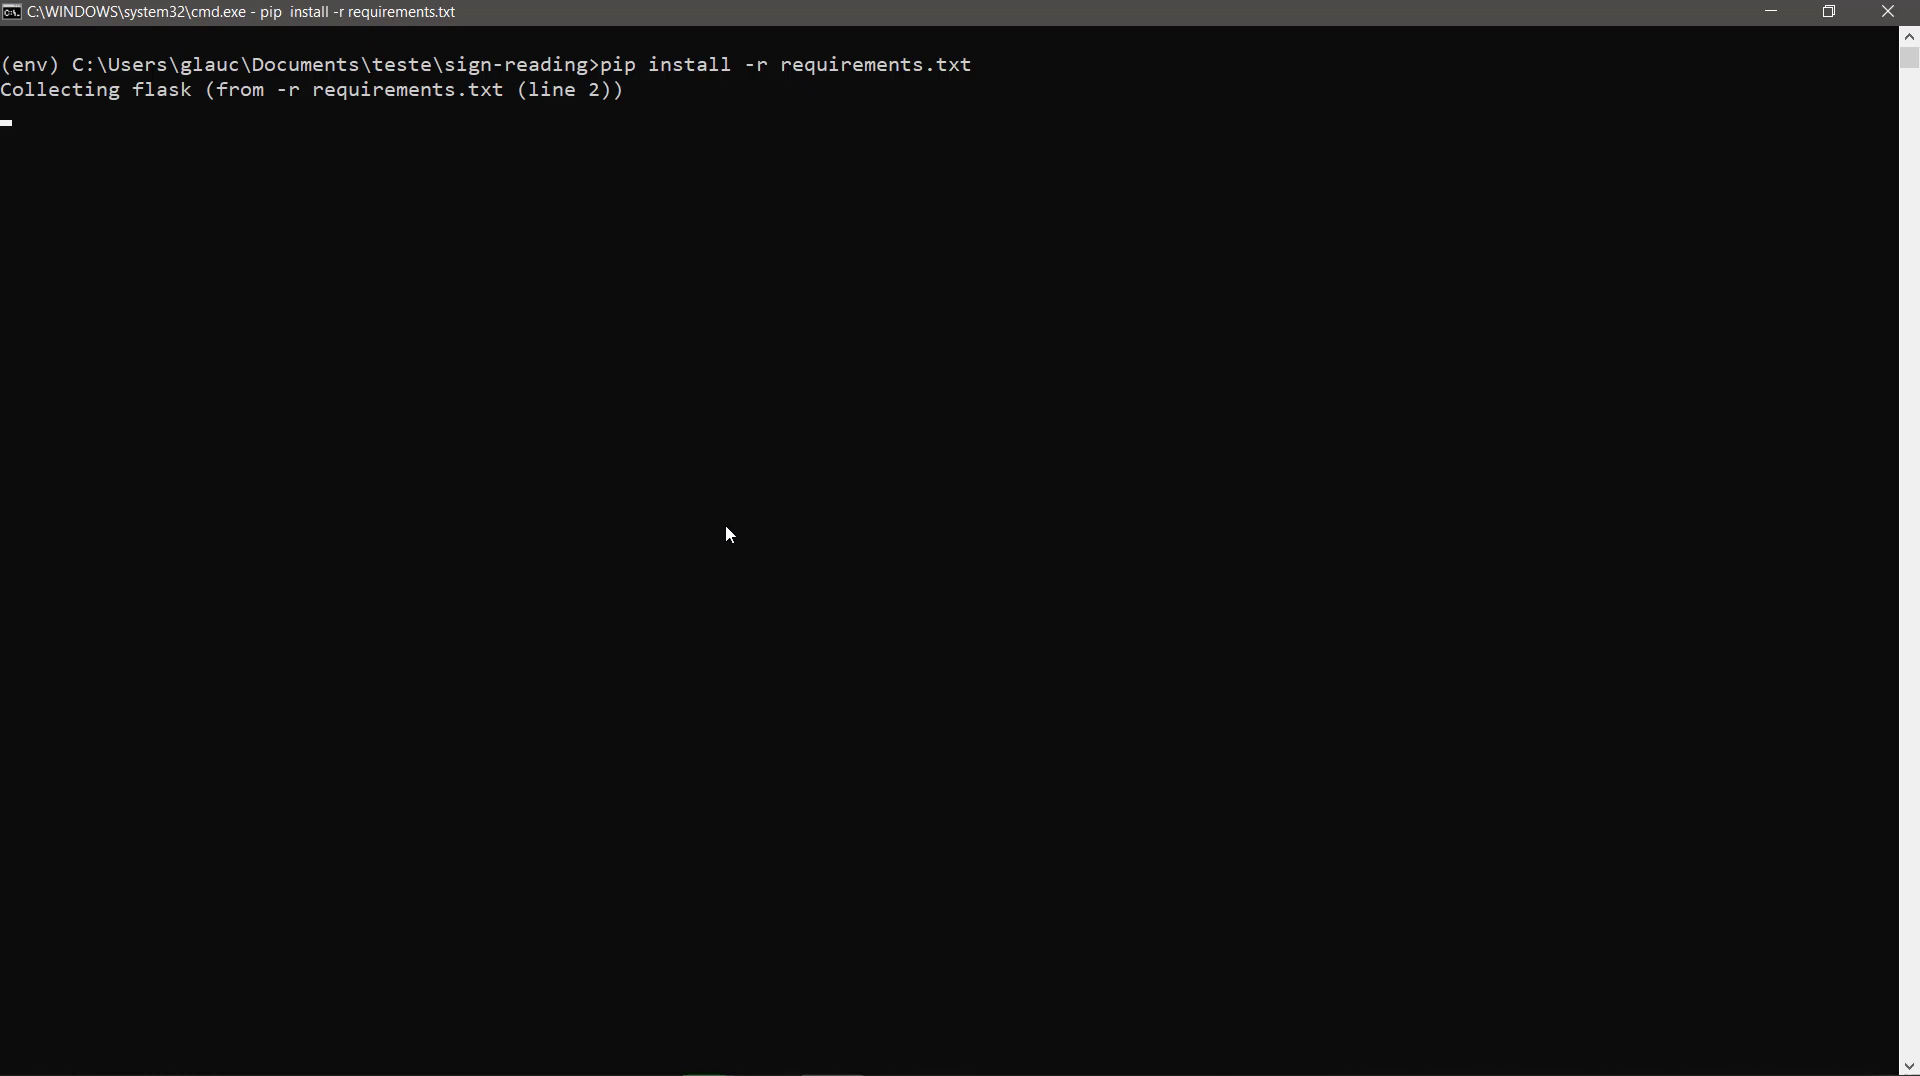 C:\WINDOWS\system32\cmd.exe - pip  install -r requirements.txt
(env) C:\Users\glauc\Documents\teste\sign-reading>pip install -r requirements.txt
Collecting flask (from -r requirements.txt (line 2))